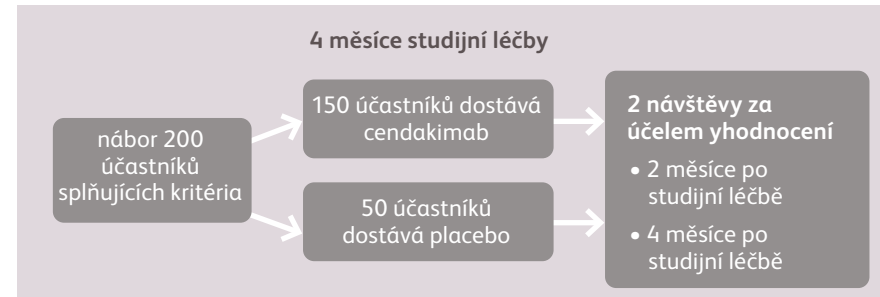 4 měsíce studijní léčby
nábor 200
účastníků
splňujících kritéria
150 účastníků dostává
cendakimab
50 účastníků
dostává placebo
2 návštěvy za
účelem yhodnocení
• 2 měsíce po
studijní léčbě
• 4 měsíce po
studijní léčbě